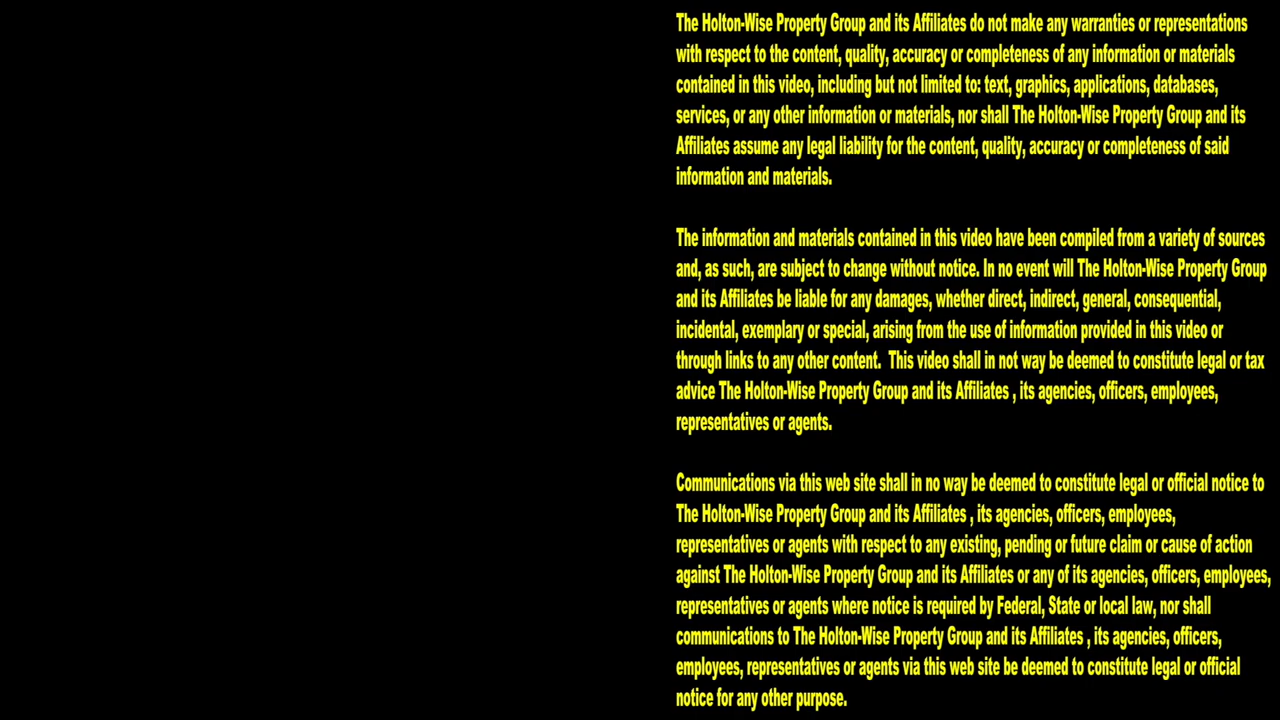 The Holton-Wise Property Group and its Affiliates do not make any warranties or representations
with respect to the content, quality, accuracy or completeness of any information or materials
contained in this video, including but not limited to: text, graphics, applications, databases,
services, or any other information or materials, nor shall The Holton-Wise Property Group and its
Affiliates assume any legal liability for the content, quality, accuracy or completeness of said
information and materials.
The information and materials contained in this video have been compiled from a variety of sources
and, as such, are subject to change without notice. In no event will The Holton-Wise Property Group
and its Affiliates be liable for any damages, whether direct, indirect, general, consequential,
incidental, exemplary or special, arising from the use of information provided in this video or
through links to any other content.  This video shall in not way be deemed to constitute legal or tax
advice The Holton-Wise Property Group and its Affiliates , its agencies, officers, employees,
representatives or agents.
Communications via this web site shall in no way be deemed to constitute legal or official notice to
The Holton-Wise Property Group and its Affiliates , its agencies, officers, employees,
representatives or agents with respect to any existing, pending or future claim or cause of action
against The Holton-Wise Property Group and its Affiliates or any of its agencies, officers, employees,
representatives or agents where notice is required by Federal, State or local law, nor shall
communications to The Holton-Wise Property Group and its Affiliates , its agencies, officers,
employees, representatives or agents via this web site be deemed to constitute legal or official
notice for any other purpose.